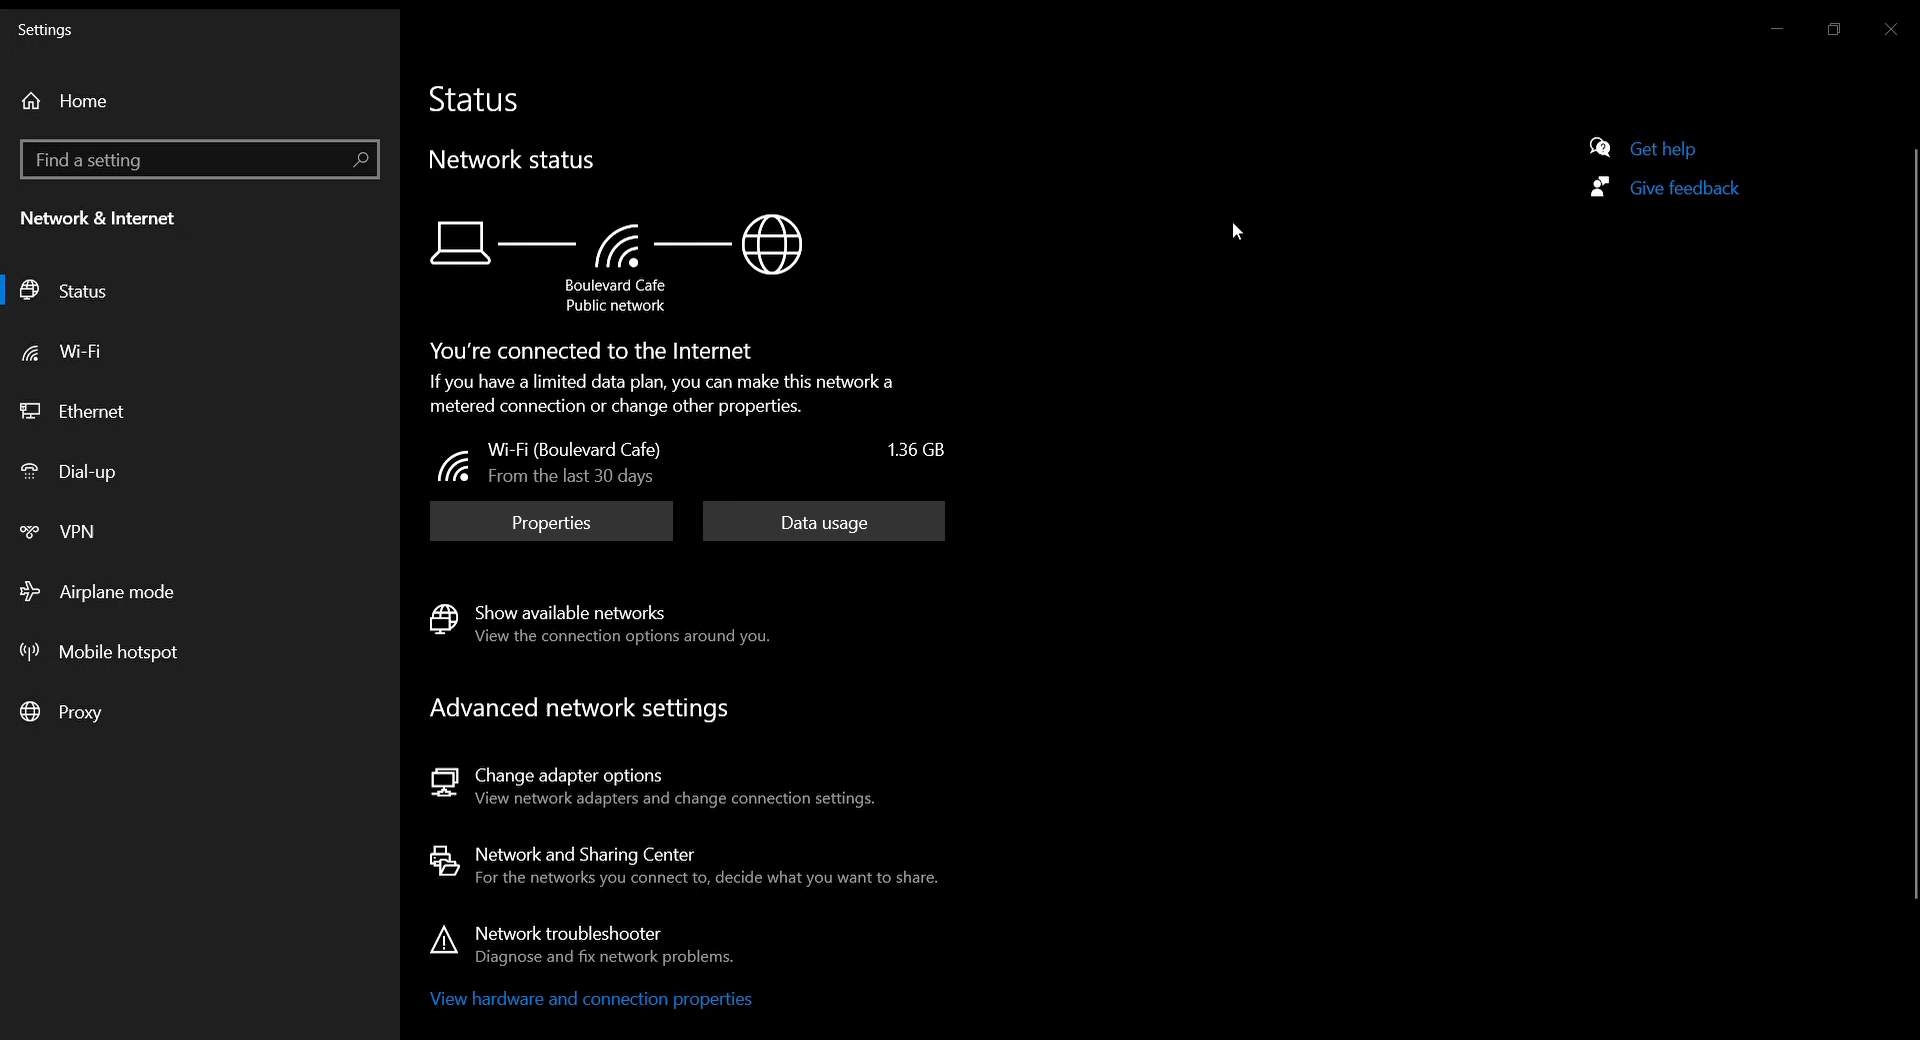 Settings
Home
Find a setting
Network & Internet
Status
Wi-Fi
Ethernet
Dial-up
VPN
Airplane mode
Mobile hotspot
Proxy
Status
Network status
Boulevard Cafe
Public network
You're connected to the Internet
If you have a limited data plan, you can make this network a
metered connection or change other properties.
Wi-Fi (Boulevard Cafe) 1.36 GB
From the last 30 days
Properties Data usage
Show available networks
View the connection options around you.
Advanced network settings
Change adapter options
View network adapters and change connection settings.
Network and Sharing Center
For the networks you connect to, decide what you want to share.
Network troubleshooter
Diagnose and fix network problems.
View hardware and connection properties
Get help
Give feedback